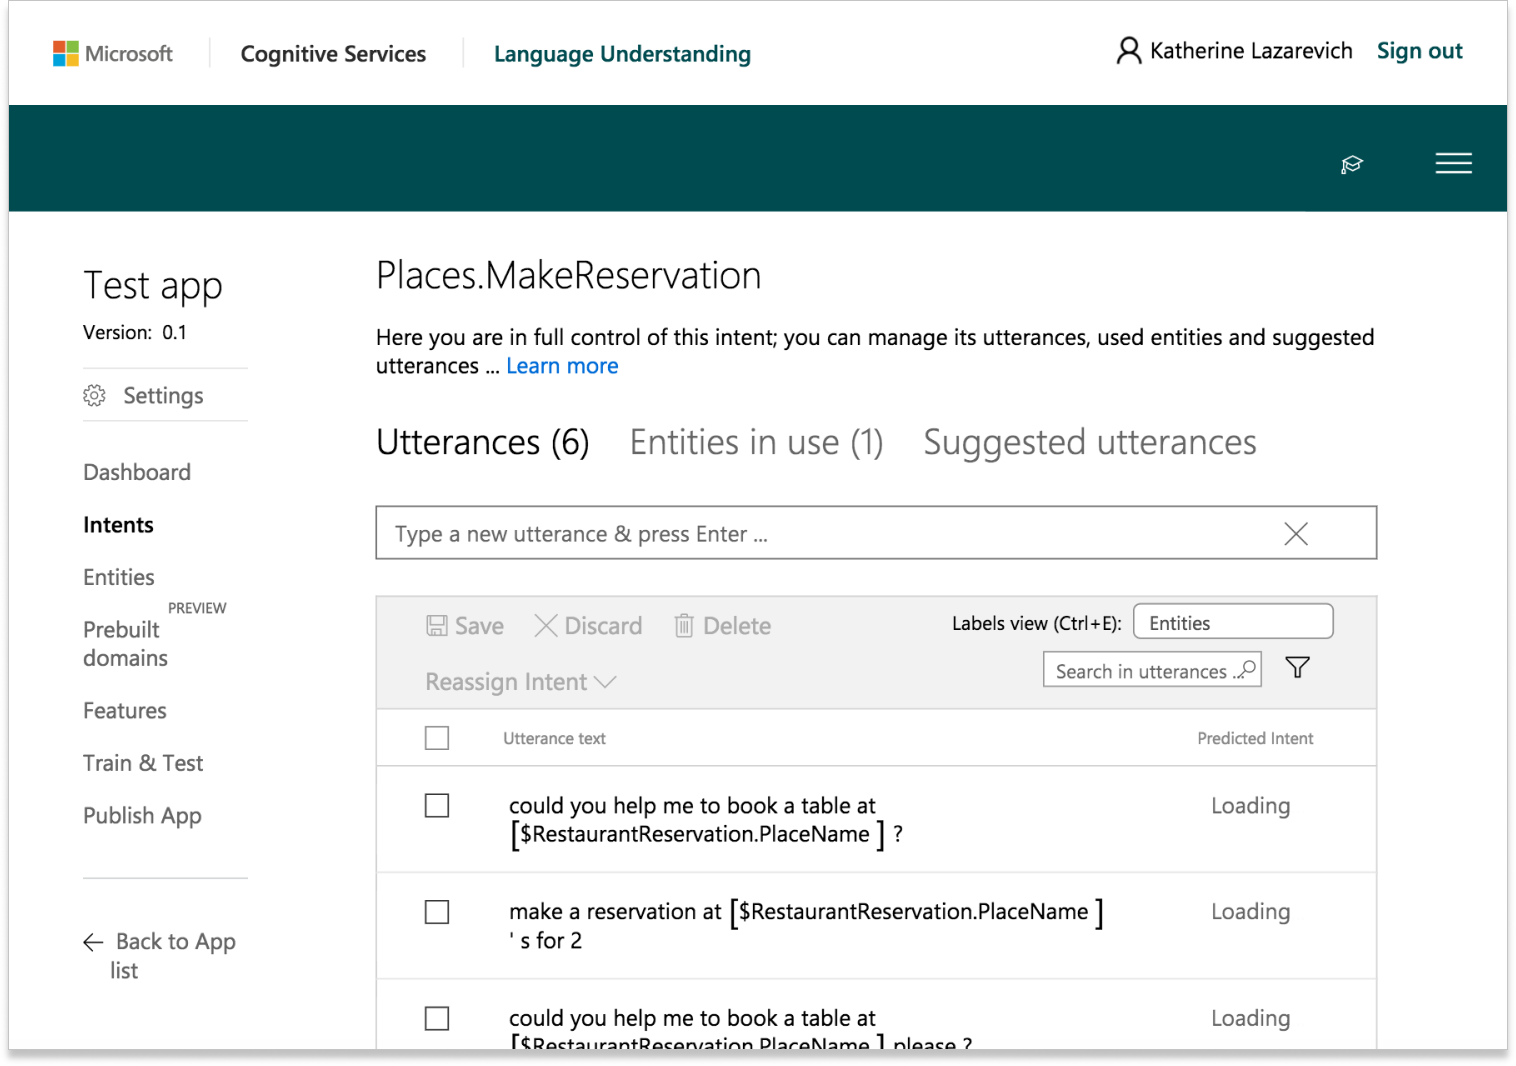 Microsoft
Cognitive Services
Language Understanding
Katherine Lazarevich
Sign out
Test app
Version: 0.1
Settings
Dashboard
Intents
Entities
PREVIEW
Prebuilt
domains
Features
Train & Test
Publish App
Back to App
list
Places.MakeReservation
Here you are in full control of this intent; you can manage its utterances, used entities and suggested
utterances ... Learn more
Utterances (6)
Entities in use (1)
Suggested utterances
Type a new utterance & press Enter ...
Save
Discard
Delete
Labels view (Ctrl+E):
Entities
Reassign Intent
Search in utterances ...
Utterance text
Predicted Intent
could you help me to book a table at
[$RestaurantReservation.PlaceName ] ?
Loading
make a reservation at [$RestaurantReservation.PlaceName ]
' s for 2
Loading
could you help me to book a table at
[$RestaurantReservation.PlaceName ] please ?
Loading